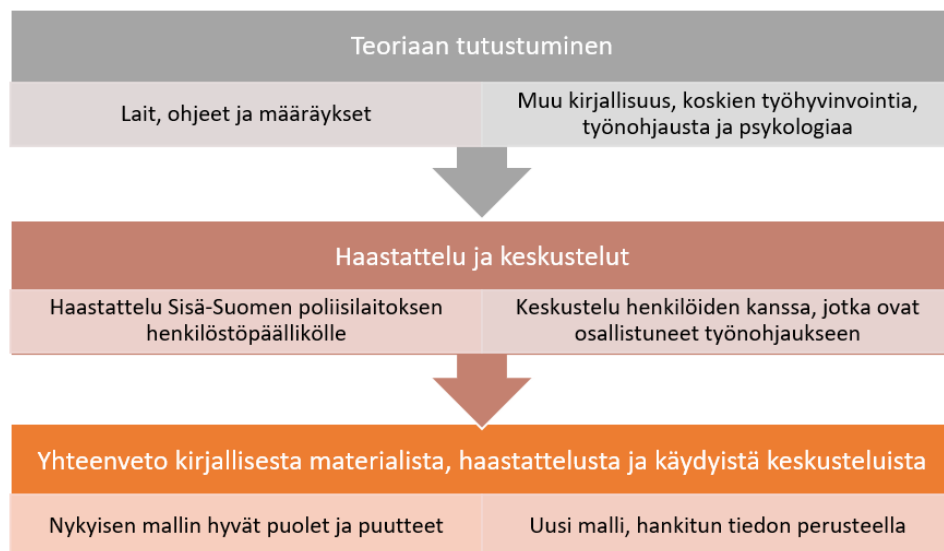 Teoriaan tutustuminen
Lait, ohjeet ja määräykset
Muu kirjallisuus, koskien työhyvinvointia,
työnohjausta ja psykologiaa
Haastattelu ja keskustelut
Haastattelu Sisä-Suomen poliisilaitoksen
henkilöstöpäällikölle
Keskustelu henkilöiden kanssa, jotka ovat
osallistuneet työnohjaukseen
Yhteenveto kirjallisesta materialista, haastattelusta ja käydyistä keskusteluista
Nykyisen mallin hyvät puolet ja puutteet
Uusi malli, hankitun tiedon perusteella